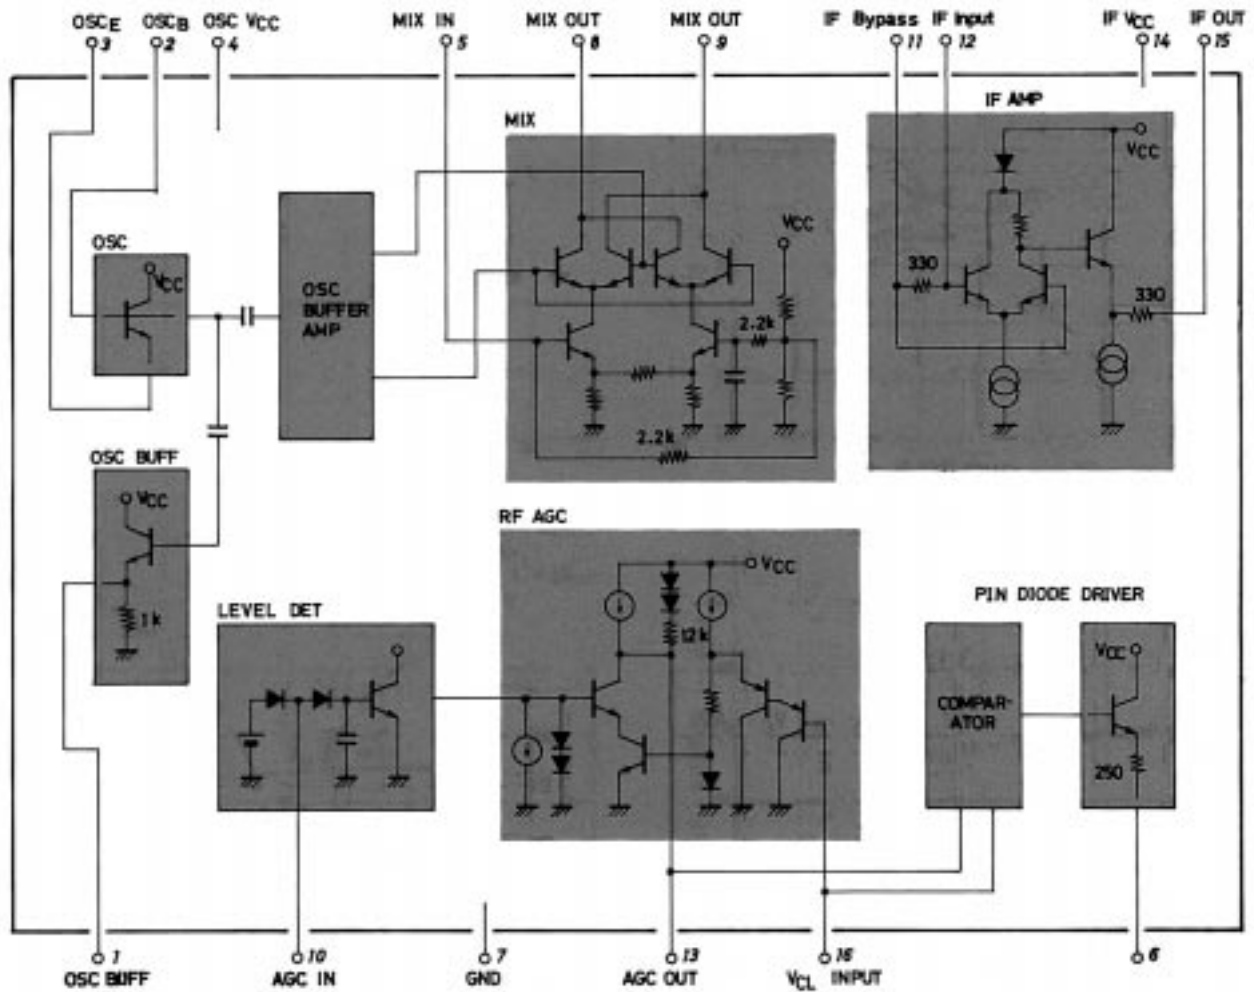 OSCE OSCB OSC VCC MIX IN MIX OUT MIX OUT IF Bypass IF Input IF VCC IF OUT
3 2 4 5 8 9 11 12 14 15
IF AMP
MIX
VCC
VCC
OSC
VCC
330
OSC
BUFFER
AMP
330
2.2k
2.2k
OSC BUFF
VCC
RF AGC
VCC
PIN DIODE DRIVER
1k
LEVEL DET
12k
VCC
COMPAR-
ATOR
250
1 10 7 13 16 6
OSC BUFF AGC IN GND AGC OUT VCL INPUT